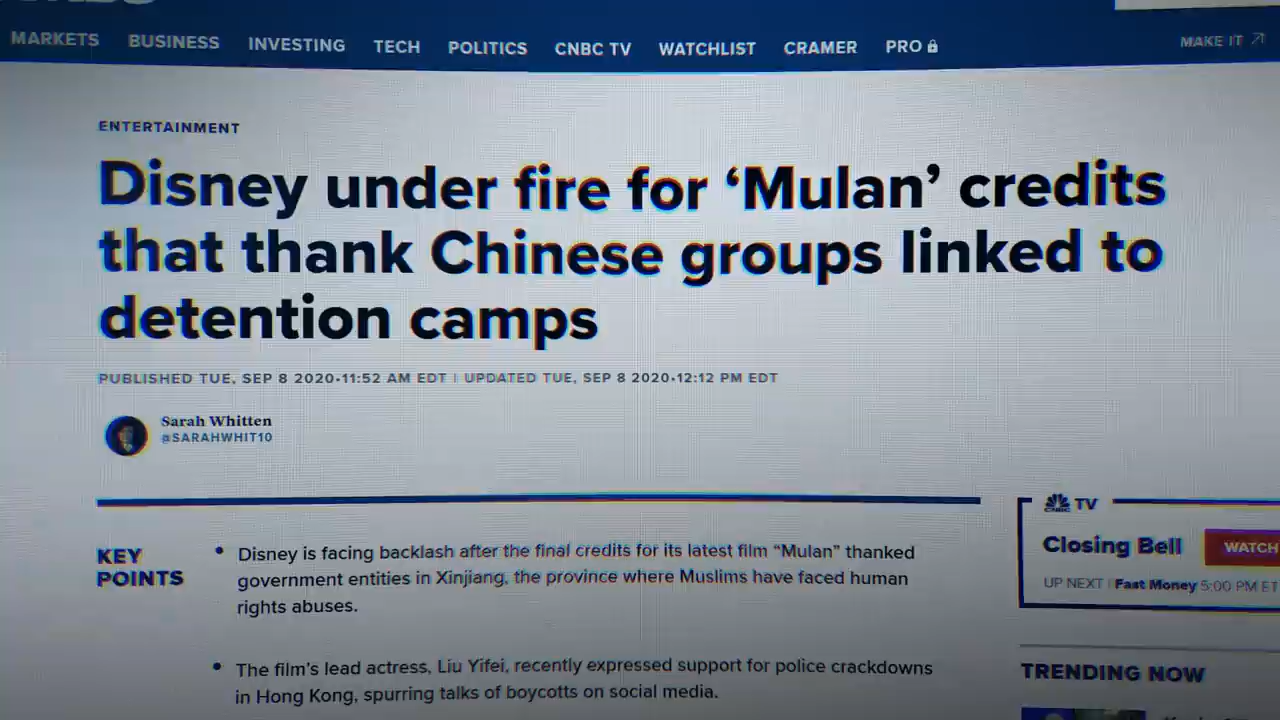 MARKETS BUSINESS INVESTING TECH POLITICS CNBC TV WATCHLIST CRAMER PRO MAKE IT
ENTERTAINMENT
Disney under fire for ‘Mulan’ credits
that thank Chinese groups linked to
detention camps
PUBLISHED TUE, SEP 8 2020•11:52 AM EDT | UPDATED TUE, SEP 8 2020•12:12 PM EDT
Sarah Whitten
@SARAHWHIT10
KEY
POINTS
• Disney is facing backlash after the final credits for its latest film “Mulan” thanked
government entities in Xinjiang, the province where Muslims have faced human
rights abuses.
• The film’s lead actress, Liu Yifei, recently expressed support for police crackdowns
in Hong Kong, spurring talks of boycotts on social media.
CNBC TV
Closing Bell
WATCH
UP NEXT | Fast Money 5:00 PM ET
TRENDING NOW